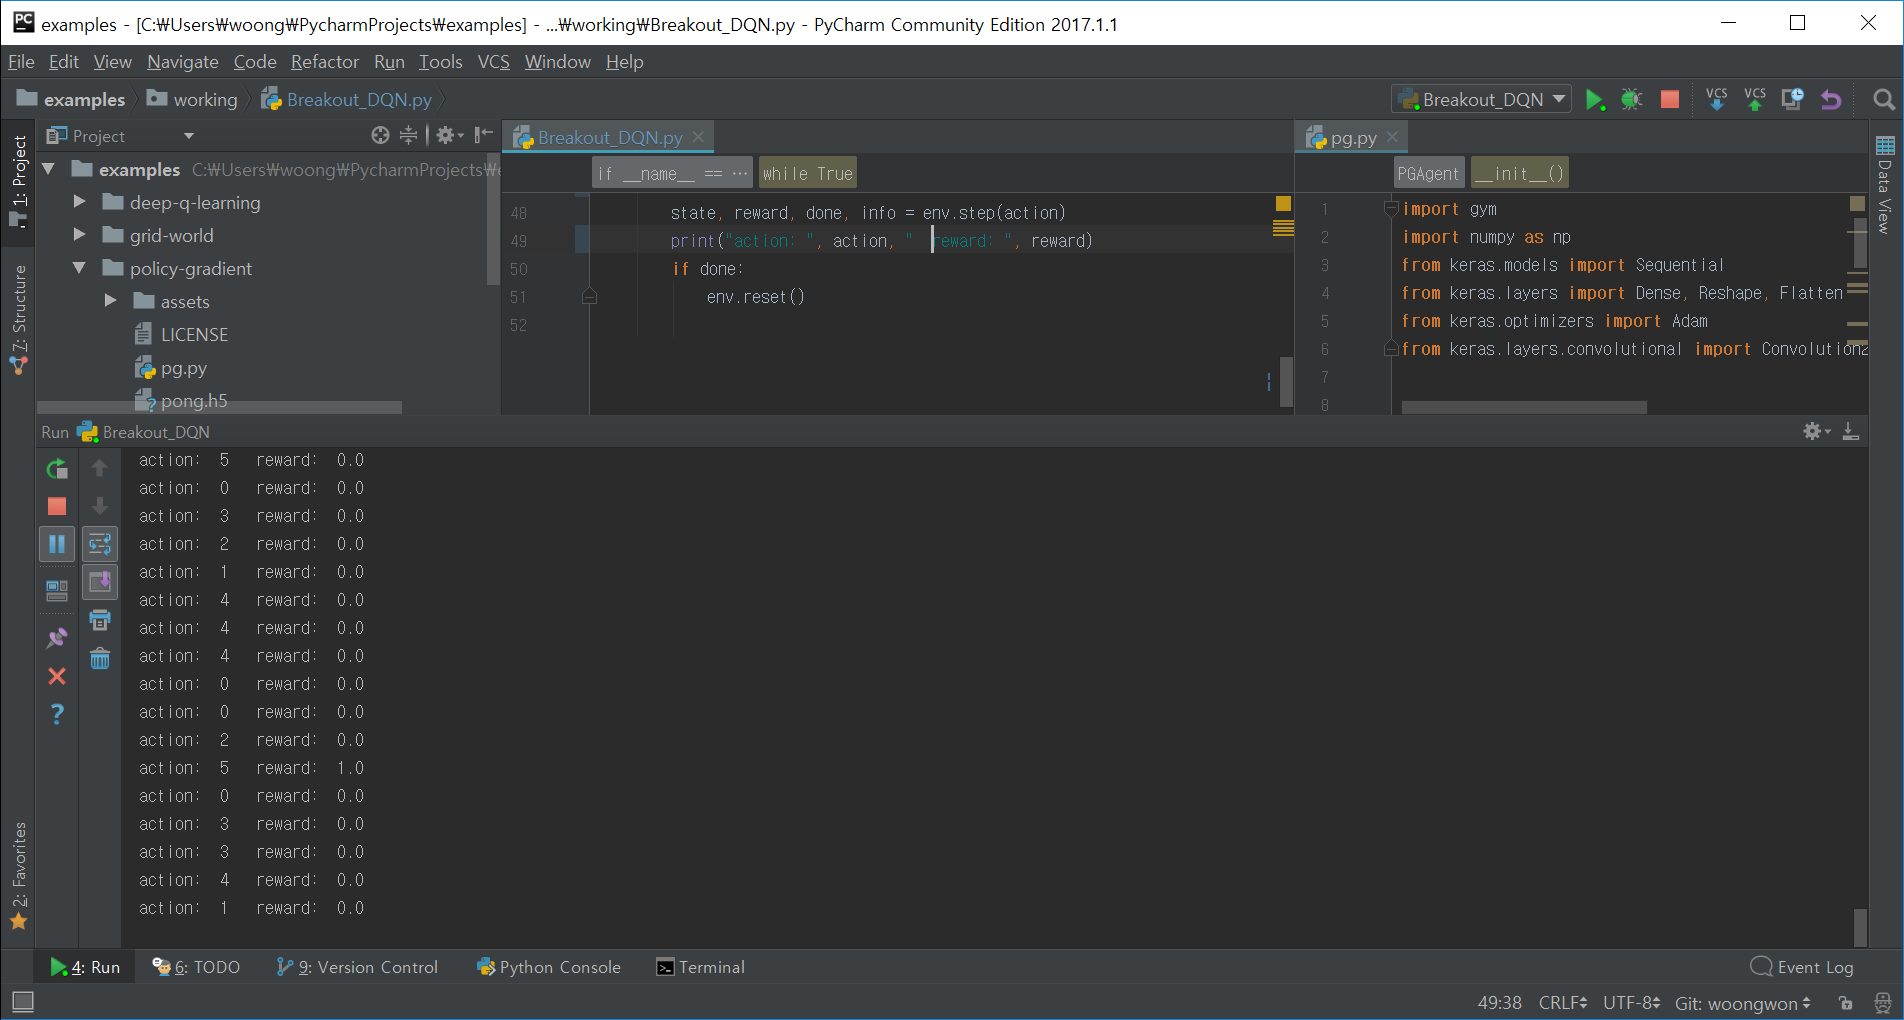 PC examples - [C:₩Users₩woong₩PycharmProjects₩examples] - ...₩working₩Breakout_DQN.py - PyCharm Community Edition 2017.1.1
File Edit View Navigate Code Refactor Run Tools VCS Window Help
examples working Breakout_DQN.py Breakout_DQN VCS VCS
1: Project
7: Structure
2: Favorites
Project
examples C:₩Users₩woong₩PycharmProjects₩e
deep-q-learning
grid-world
policy-gradient
assets
LICENSE
pg.py
pong.h5
Breakout_DQN.py
if __name__ == ... while True
48 state, reward, done, info = env.step(action)
49 print("action: ", action, "  reward: ", reward)
50 if done:
51 env.reset()
52
pg.py
PGAgent __init__()
1 import gym
2 import numpy as np
3 from keras.models import Sequential
4 from keras.layers import Dense, Reshape, Flatten
5 from keras.optimizers import Adam
6 from keras.layers.convolutional import Convolution2
7
8
Data View
Run Breakout_DQN
action: 5 reward: 0.0
action: 0 reward: 0.0
action: 3 reward: 0.0
action: 2 reward: 0.0
action: 1 reward: 0.0
action: 4 reward: 0.0
action: 4 reward: 0.0
action: 4 reward: 0.0
action: 0 reward: 0.0
action: 0 reward: 0.0
action: 2 reward: 0.0
action: 5 reward: 1.0
action: 0 reward: 0.0
action: 3 reward: 0.0
action: 3 reward: 0.0
action: 4 reward: 0.0
action: 1 reward: 0.0
4: Run 6: TODO 9: Version Control Python Console Terminal Event Log
49:38 CRLF UTF-8 Git: woongwon